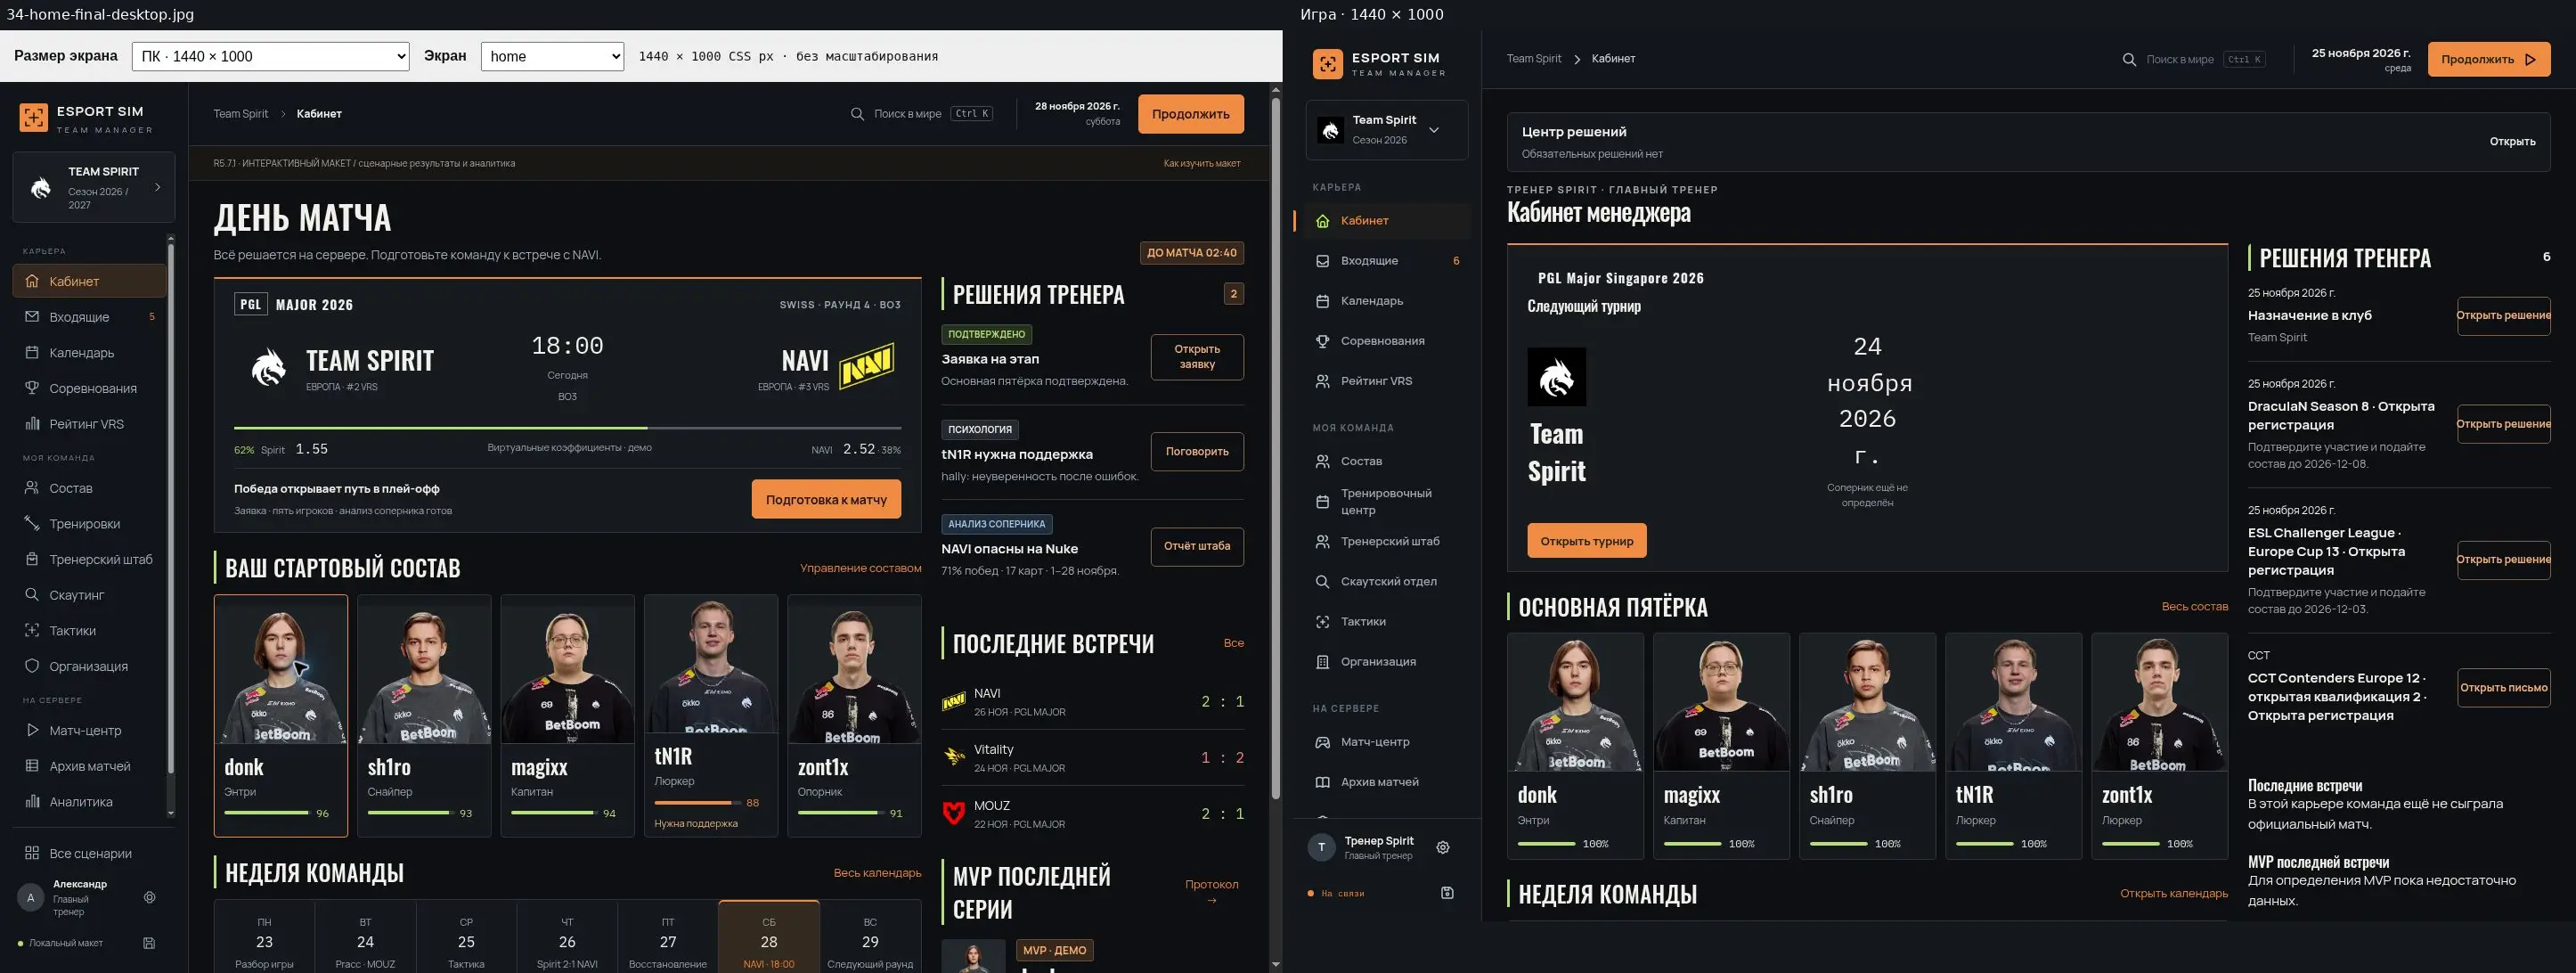 34-home-final-desktop.jpg
Размер экрана
ПК · 1440 × 1000
Экран
home
1440 × 1000 CSS px · без масштабирования
ESPORT SIM
TEAM MANAGER
TEAM SPIRIT
Сезон 2026 /
2027
КАРЬЕРА
Кабинет
Входящие
5
Календарь
Соревнования
Рейтинг VRS
МОЯ КОМАНДА
Состав
Тренировки
Тренерский штаб
Скаутинг
Тактики
Организация
НА СЕРВЕРЕ
Матч-центр
Архив матчей
Аналитика
Все сценарии
А
Александр
Главный
тренер
Локальный макет
Team Spirit
Кабинет
Поиск в мире
Ctrl K
28 ноября 2026 г.
суббота
Продолжить
R5.7.1 · ИНТЕРАКТИВНЫЙ МАКЕТ / сценарные результаты и аналитика
Как изучить макет
ДЕНЬ МАТЧА
Всё решается на сервере. Подготовьте команду к встрече с NAVI.
ДО МАТЧА 02:40
PGL
MAJOR 2026
SWISS · РАУНД 4 · BO3
TEAM SPIRIT
ЕВРОПА · #2 VRS
18:00
Сегодня
BO3
NAVI
ЕВРОПА · #3 VRS
62% Spirit 1.55
Виртуальные коэффициенты · демо
NAVI 2.52 · 38%
Победа открывает путь в плей-офф
Заявка · пять игроков · анализ соперника готов
Подготовка к матчу
ВАШ СТАРТОВЫЙ СОСТАВ
Управление составом
donk
Энтри
96
sh1ro
Снайпер
93
magixx
Капитан
94
tN1R
Люркер
88
Нужна поддержка
zont1x
Опорник
91
НЕДЕЛЯ КОМАНДЫ
Весь календарь
ПН
23
Разбор игры
ВТ
24
Pracc · MOUZ
СР
25
Тактика
ЧТ
26
Spirit 2:1 NAVI
ПТ
27
Восстановление
СБ
28
NAVI · 18:00
ВС
29
Следующий раунд
РЕШЕНИЯ ТРЕНЕРА
2
ПОДТВЕРЖДЕНО
Заявка на этап
Основная пятёрка подтверждена.
Открыть
заявку
ПСИХОЛОГИЯ
tN1R нужна поддержка
hally: неуверенность после ошибок.
Поговорить
АНАЛИЗ СОПЕРНИКА
NAVI опасны на Nuke
71% побед · 17 карт · 1–28 ноября.
Отчёт штаба
ПОСЛЕДНИЕ ВСТРЕЧИ
Все
NAVI
26 НОЯ · PGL MAJOR
2 : 1
Vitality
24 НОЯ · PGL MAJOR
1 : 2
MOUZ
22 НОЯ · PGL MAJOR
2 : 1
MVP ПОСЛЕДНЕЙ
СЕРИИ
Протокол
→
MVP · ДЕМО
Игра · 1440 × 1000
ESPORT SIM
TEAM MANAGER
Team Spirit
Сезон 2026
КАРЬЕРА
Кабинет
Входящие
6
Календарь
Соревнования
Рейтинг VRS
МОЯ КОМАНДА
Состав
Тренировочный
центр
Тренерский штаб
Скаутский отдел
Тактики
Организация
НА СЕРВЕРЕ
Матч-центр
Архив матчей
Т
Тренер Spirit
Главный тренер
На связи
Team Spirit
Кабинет
Поиск в мире
Ctrl K
25 ноября 2026 г.
среда
Продолжить
Центр решений
Обязательных решений нет
Открыть
ТРЕНЕР SPIRIT · ГЛАВНЫЙ ТРЕНЕР
Кабинет менеджера
PGL Major Singapore 2026
Следующий турнир
Team
Spirit
24
ноября
2026
г.
Соперник ещё не
определён
Открыть турнир
ОСНОВНАЯ ПЯТЁРКА
Весь состав
donk
Энтри
100%
magixx
Капитан
100%
sh1ro
Снайпер
100%
tN1R
Люркер
100%
zont1x
Люркер
100%
НЕДЕЛЯ КОМАНДЫ
Открыть календарь
РЕШЕНИЯ ТРЕНЕРА
6
25 ноября 2026 г.
Назначение в клуб
Team Spirit
Открыть решение
25 ноября 2026 г.
DraculaN Season 8 · Открыта
регистрация
Подтвердите участие и подайте
состав до 2026-12-08.
Открыть решение
25 ноября 2026 г.
ESL Challenger League ·
Europe Cup 13 · Открыта
регистрация
Подтвердите участие и подайте
состав до 2026-12-03.
Открыть решение
CCT
CCT Contenders Europe 12 ·
открытая квалификация 2 ·
Открыта регистрация
Открыть письмо
Последние встречи
В этой карьере команда ещё не сыграла
официальный матч.
MVP последней встречи
Для определения MVP пока недостаточно
данных.